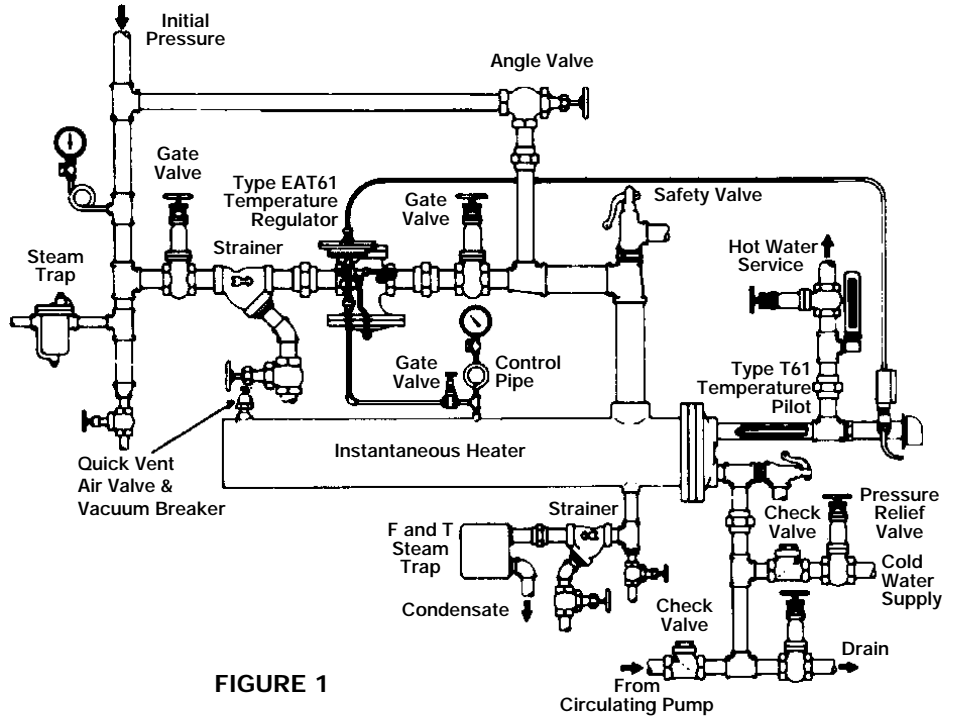 Initial
Pressure
Angle Valve
Gate
Valve
Type EAT61
Temperature
Regulator
Gate
Valve
Safety Valve
Strainer
Steam
Trap
Hot Water
Service
Gate
Valve
Control
Pipe
Type T61
Temperature
Pilot
Instantaneous Heater
Quick Vent
Air Valve &
Vacuum Breaker
Strainer
F and T
Steam
Trap
Check
Valve
Pressure
Relief
Valve
Cold
Water
Supply
Condensate
Check
Valve
Drain
From
Circulating Pump
FIGURE 1